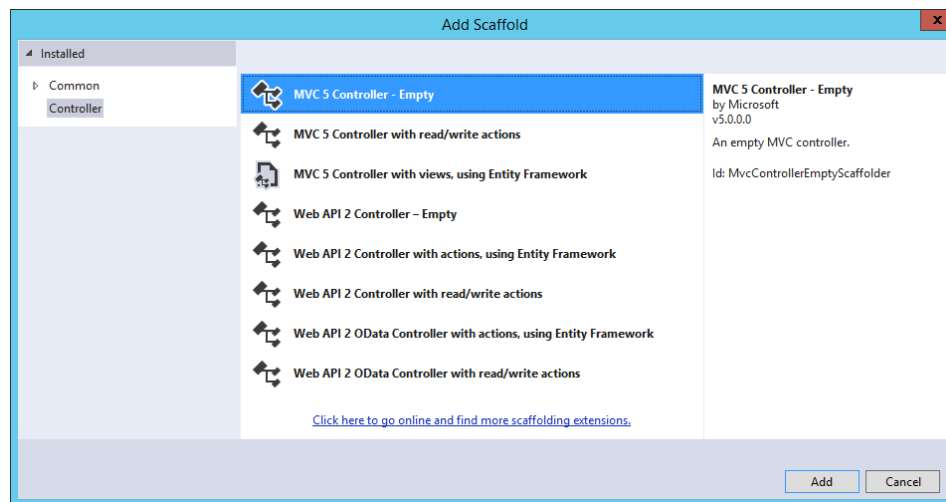 Add Scaffold
x
Installed
Common
Controller
MVC 5 Controller - Empty
MVC 5 Controller with read/write actions
MVC 5 Controller with views, using Entity Framework
Web API 2 Controller – Empty
Web API 2 Controller with actions, using Entity Framework
Web API 2 Controller with read/write actions
Web API 2 OData Controller with actions, using Entity Framework
Web API 2 OData Controller with read/write actions
Click here to go online and find more scaffolding extensions.
MVC 5 Controller - Empty
by Microsoft
v5.0.0.0
An empty MVC controller.
Id: MvcControllerEmptyScaffolder
Add
Cancel